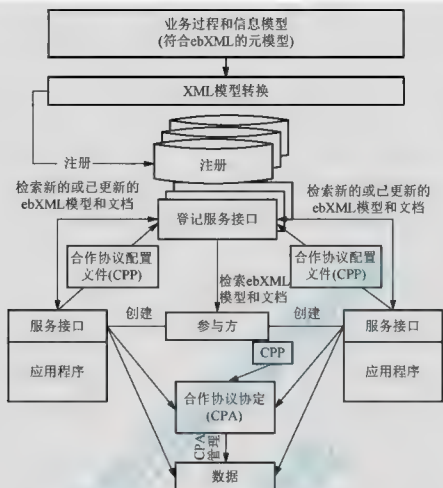 业务过程和信息模型
(符合ebXML的元模型)
XML模型转换
注册
注册
检索新的或已更新的
ebXML模型和文档
检索新的或已更新的
ebXML模型和文档
登记服务接口
合作协议配置
文件(CPP)
合作协议配置
文件(CPP)
检索ebXML
模型和文档
服务接口
创建
参与方
创建
服务接口
CPP
应用程序
应用程序
合作协议协定
(CPA)
CPA
管理
数据